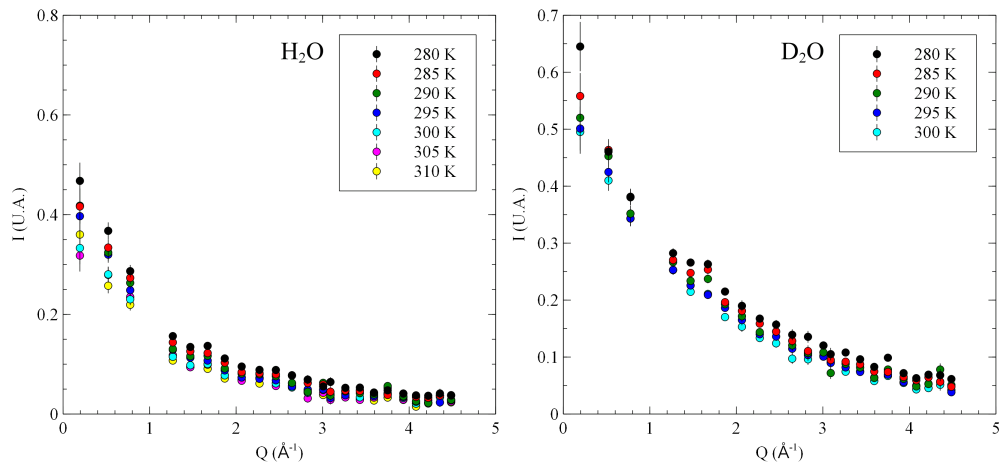 H₂O
280 K
285 K
290 K
295 K
300 K
305 K
310 K
0.8
0.6
0.4
0.2
0
I (U.A.)
0 1 2 3 4 5
Q (Å⁻¹)
D₂O
280 K
285 K
290 K
295 K
300 K
0.7
0.6
0.5
0.4
0.3
0.2
0.1
0
I (U.A.)
0 1 2 3 4 5
Q (Å⁻¹)